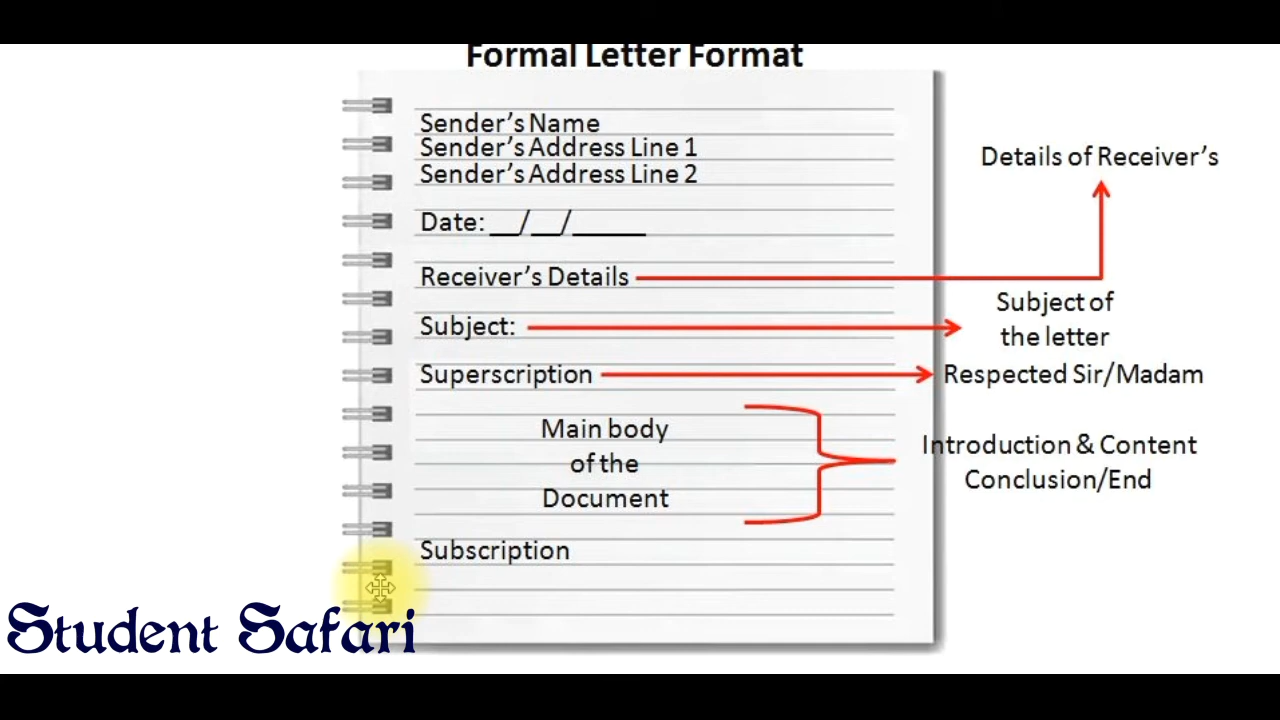 Formal Letter Format
Sender's Name
Sender's Address Line 1
Sender's Address Line 2
Date: __/__/_____
Receiver's Details
Details of Receiver's
Subject:
Subject of
the letter
Superscription
Respected Sir/Madam
Main body
of the
Document
Introduction & Content
Conclusion/End
Subscription
Student Safari